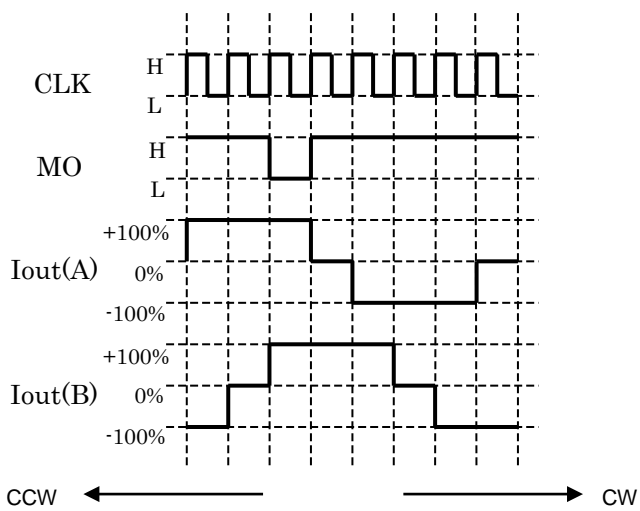 CLK
H
L
MO
H
L
Iout(A)
+100%
0%
-100%
Iout(B)
+100%
0%
-100%
CCW
CW